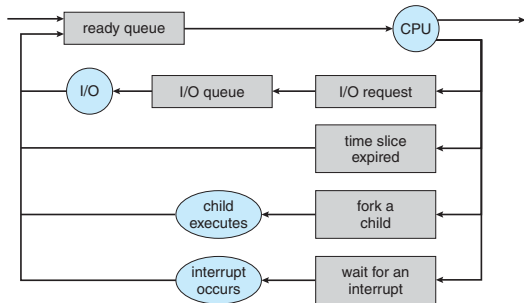 ready queue
CPU
I/O
I/O queue
I/O request
time slice
expired
child
executes
fork a
child
interrupt
occurs
wait for an
interrupt